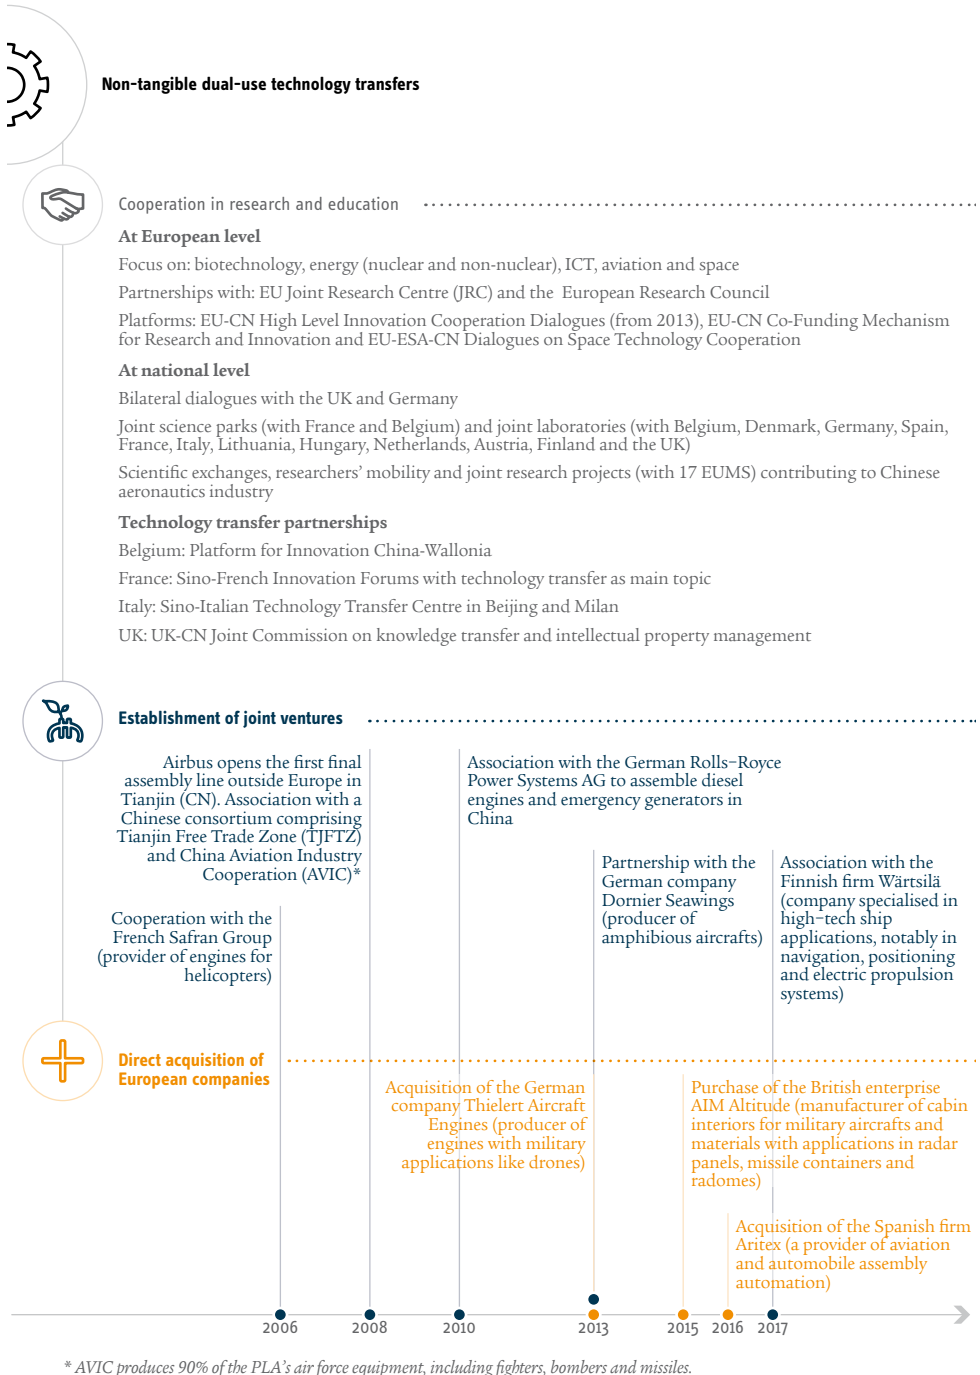 Non-tangible dual-use technology transfers
Cooperation in research and education
At European level
Focus on: biotechnology, energy (nuclear and non-nuclear), ICT, aviation and space
Partnerships with: EU Joint Research Centre (JRC) and the European Research Council
Platforms: EU-CN High Level Innovation Cooperation Dialogues (from 2013), EU-CN Co-Funding Mechanism
for Research and Innovation and EU-ESA-CN Dialogues on Space Technology Cooperation
At national level
Bilateral dialogues with the UK and Germany
Joint science parks (with France and Belgium) and joint laboratories (with Belgium, Denmark, Germany, Spain,
France, Italy, Lithuania, Hungary, Netherlands, Austria, Finland and the UK)
Scientific exchanges, researchers' mobility and joint research projects (with 17 EUMS) contributing to Chinese
aeronautics industry
Technology transfer partnerships
Belgium: Platform for Innovation China-Wallonia
France: Sino-French Innovation Forums with technology transfer as main topic
Italy: Sino-Italian Technology Transfer Centre in Beijing and Milan
UK: UK-CN Joint Commission on knowledge transfer and intellectual property management
Establishment of joint ventures
Airbus opens the first final
assembly line outside Europe in
Tianjin (CN). Association with a
Chinese consortium comprising
Tianjin Free Trade Zone (TJFTZ)
and China Aviation Industry
Cooperation (AVIC)*
Association with the German Rolls-Royce
Power Systems AG to assemble diesel
engines and emergency generators in
China
Cooperation with the
French Safran Group
(provider of engines for
helicopters)
Partnership with the
German company
Dornier Seawings
(producer of
amphibious aircrafts)
Association with the
Finnish firm Wärtsilä
(company specialised in
high-tech ship
applications, notably in
navigation, positioning
and electric propulsion
systems)
Direct acquisition of
European companies
Acquisition of the German
company Thielert Aircraft
Engines (producer of
engines with military
applications like drones)
Purchase of the British enterprise
AIM Altitude (manufacturer of cabin
interiors for military aircrafts and
materials with applications in radar
panels, missile containers and
radomes)
Acquisition of the Spanish firm
Aritex (a provider of aviation
and automobile assembly
automation)
2006 2008 2010 2013 2015 2016 2017
* AVIC produces 90% of the PLA's air force equipment, including fighters, bombers and missiles.